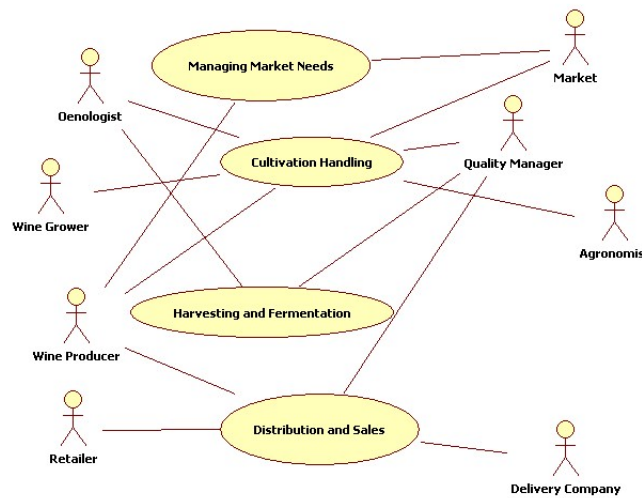 Managing Market Needs
Market
Oenologist
Cultivation Handling
Quality Manager
Wine Grower
Agronomis
Harvesting and Fermentation
Wine Producer
Distribution and Sales
Retailer
Delivery Company